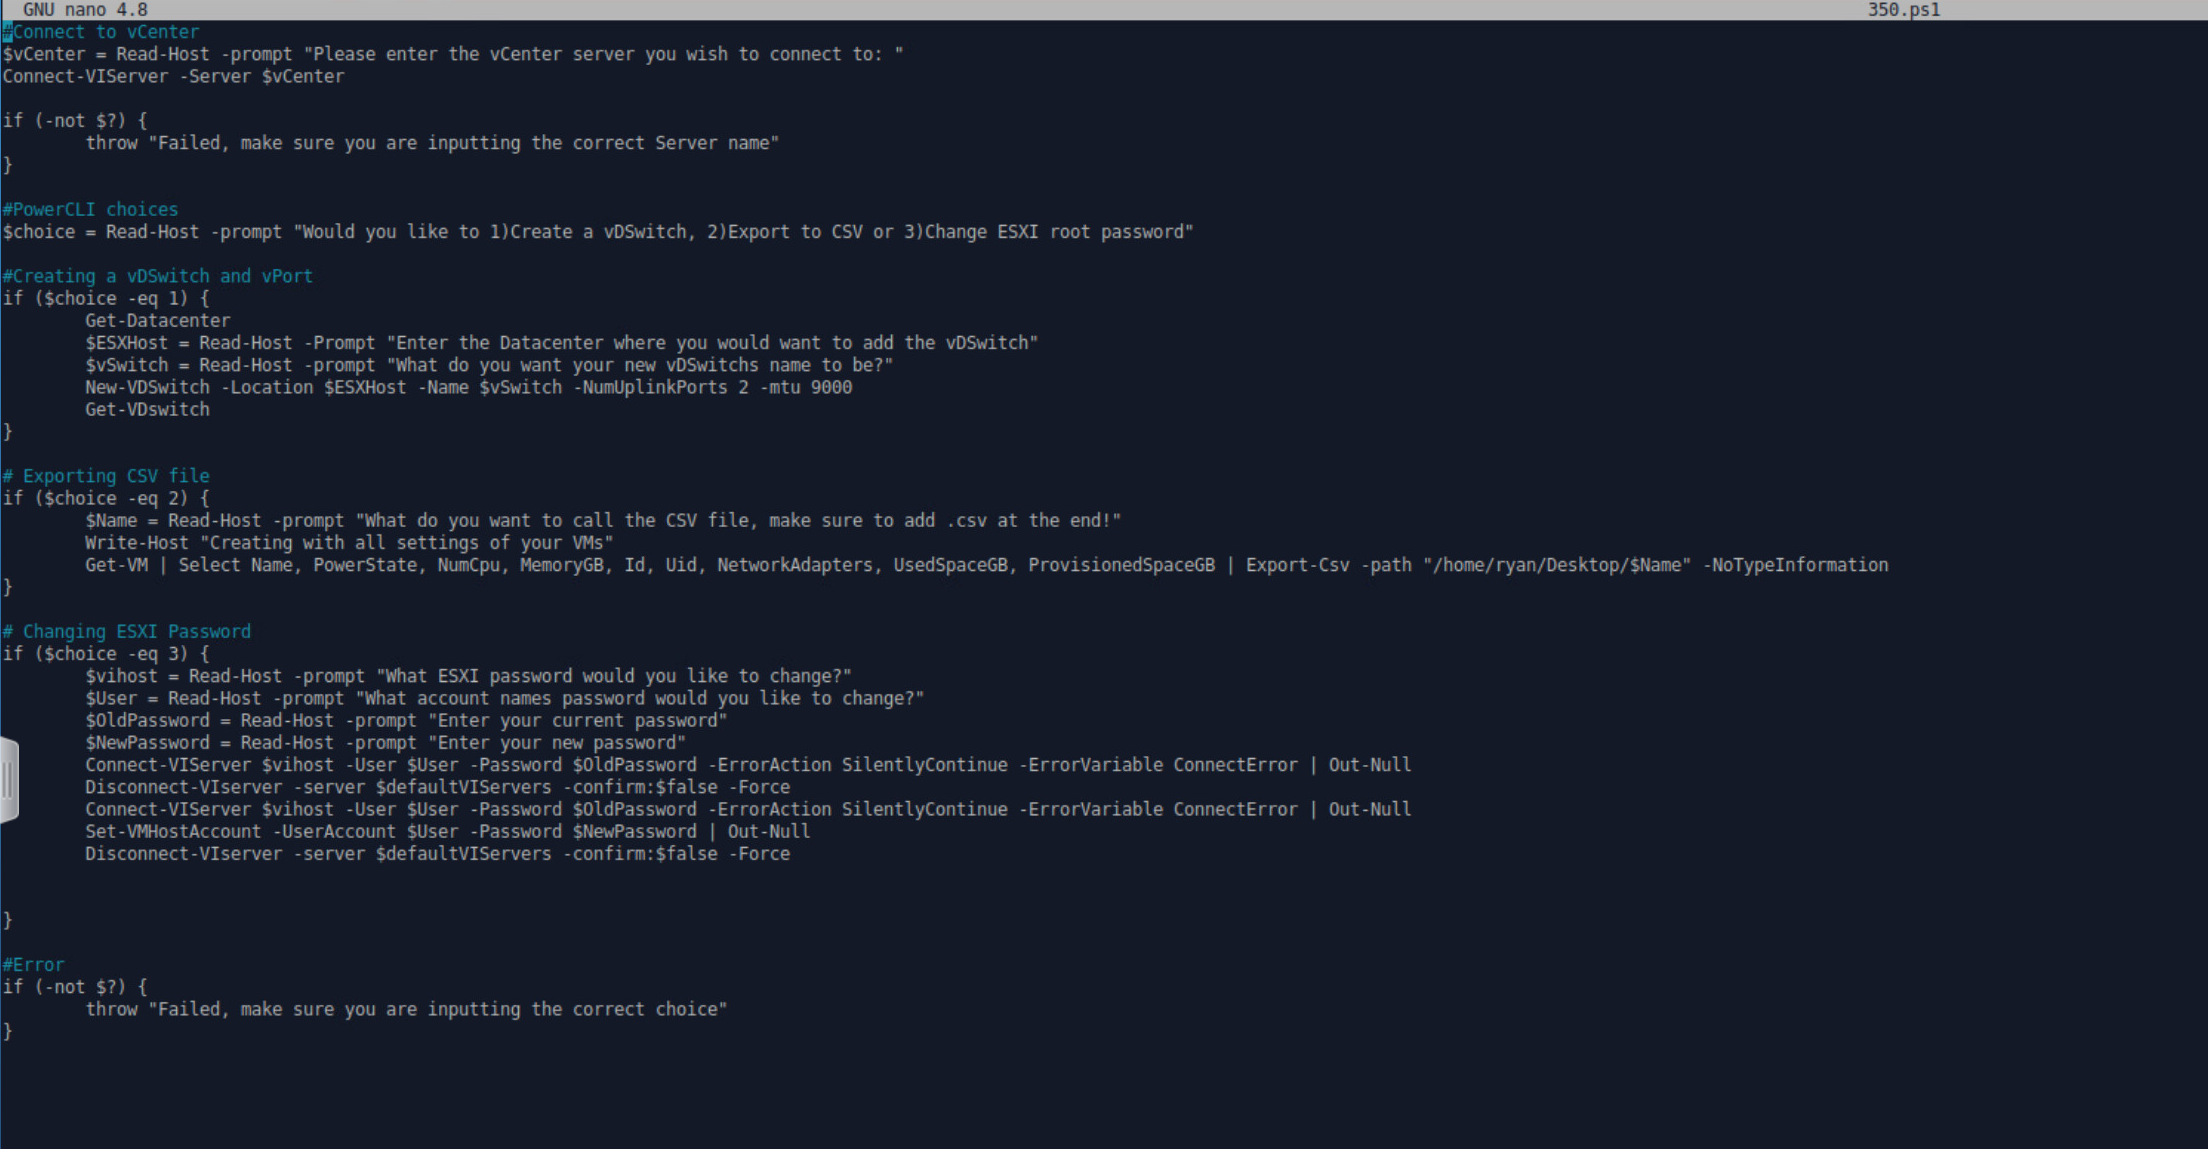 GNU nano 4.8 350.ps1
#Connect to vCenter
$vCenter = Read-Host -prompt "Please enter the vCenter server you wish to connect to: "
Connect-VIServer -Server $vCenter
if (-not $?) {
throw "Failed, make sure you are inputting the correct Server name"
}
#PowerCLI choices
$choice = Read-Host -prompt "Would you like to 1)Create a vDSwitch, 2)Export to CSV or 3)Change ESXI root password"
#Creating a vDSwitch and vPort
if ($choice -eq 1) {
Get-Datacenter
$ESXHost = Read-Host -Prompt "Enter the Datacenter where you would want to add the vDSwitch"
$vSwitch = Read-Host -prompt "What do you want your new vDSwitchs name to be?"
New-VDSwitch -Location $ESXHost -Name $vSwitch -NumUplinkPorts 2 -mtu 9000
Get-VDswitch
}
# Exporting CSV file
if ($choice -eq 2) {
$Name = Read-Host -prompt "What do you want to call the CSV file, make sure to add .csv at the end!"
Write-Host "Creating with all settings of your VMs"
Get-VM | Select Name, PowerState, NumCpu, MemoryGB, Id, Uid, NetworkAdapters, UsedSpaceGB, ProvisionedSpaceGB | Export-Csv -path "/home/ryan/Desktop/$Name" -NoTypeInformation
}
# Changing ESXI Password
if ($choice -eq 3) {
$vihost = Read-Host -prompt "What ESXI password would you like to change?"
$User = Read-Host -prompt "What account names password would you like to change?"
$OldPassword = Read-Host -prompt "Enter your current password"
$NewPassword = Read-Host -prompt "Enter your new password"
Connect-VIServer $vihost -User $User -Password $OldPassword -ErrorAction SilentlyContinue -ErrorVariable ConnectError | Out-Null
Disconnect-VIserver -server $defaultVIServers -confirm:$false -Force
Connect-VIServer $vihost -User $User -Password $OldPassword -ErrorAction SilentlyContinue -ErrorVariable ConnectError | Out-Null
Set-VMHostAccount -UserAccount $User -Password $NewPassword | Out-Null
Disconnect-VIserver -server $defaultVIServers -confirm:$false -Force
}
#Error
if (-not $?) {
throw "Failed, make sure you are inputting the correct choice"
}